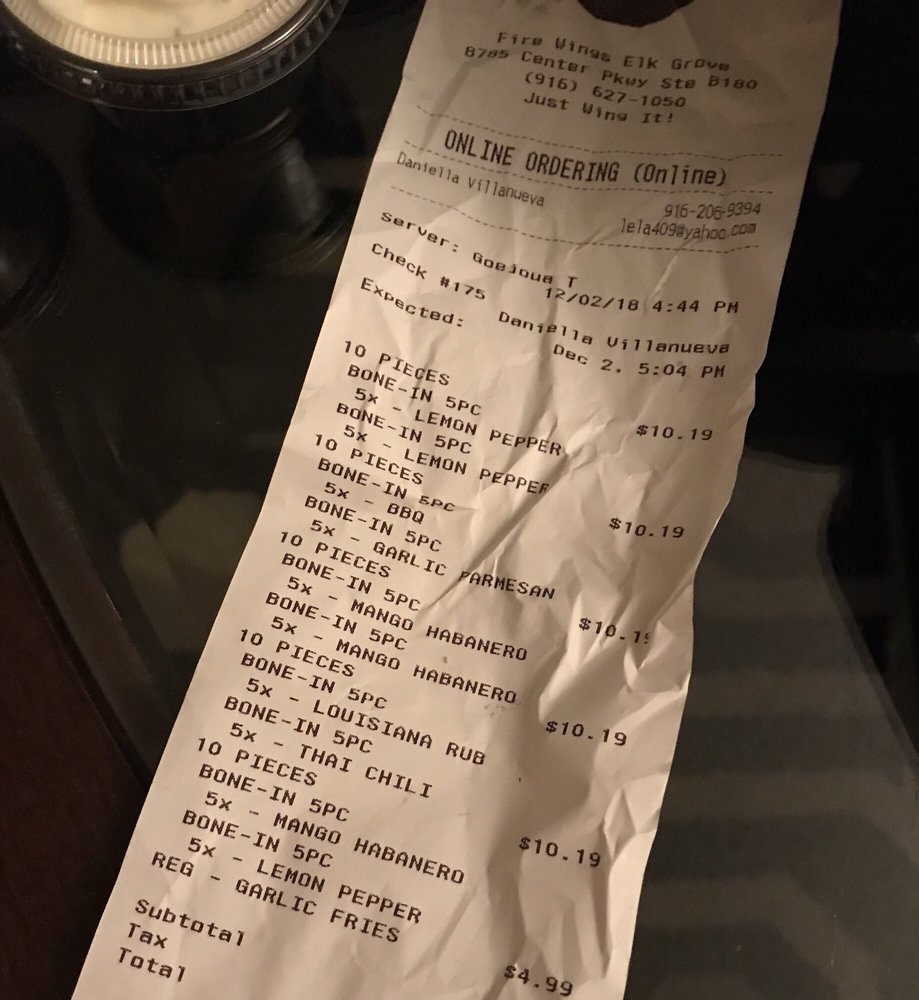 Fire Wings Elk Grove
8785 Center Pkwy Ste B180
(916) 627-1050
Just Wing It!
ONLINE ORDERING (Online)
Daniella Villanueva 916-206-9394
lela409@yahoo.com
Server: Goejoua T
Check #175 12/02/18 4:44 PM
Expected: Daniella Villanueva
Dec 2, 5:04 PM
10 PIECES $10.19
BONE-IN 5PC
5x - LEMON PEPPER
BONE-IN 5PC
5x - LEMON PEPPER
10 PIECES $10.19
BONE-IN 5PC
5x - BBQ
BONE-IN 5PC
5x - GARLIC PARMESAN
10 PIECES $10.19
BONE-IN 5PC
5x - MANGO HABANERO
BONE-IN 5PC
5x - MANGO HABANERO
10 PIECES $10.19
BONE-IN 5PC
5x - LOUISIANA RUB
BONE-IN 5PC
5x - THAI CHILI
10 PIECES $10.19
BONE-IN 5PC
5x - MANGO HABANERO
BONE-IN 5PC
5x - LEMON PEPPER
REG - GARLIC FRIES $4.99
Subtotal
Tax
Total